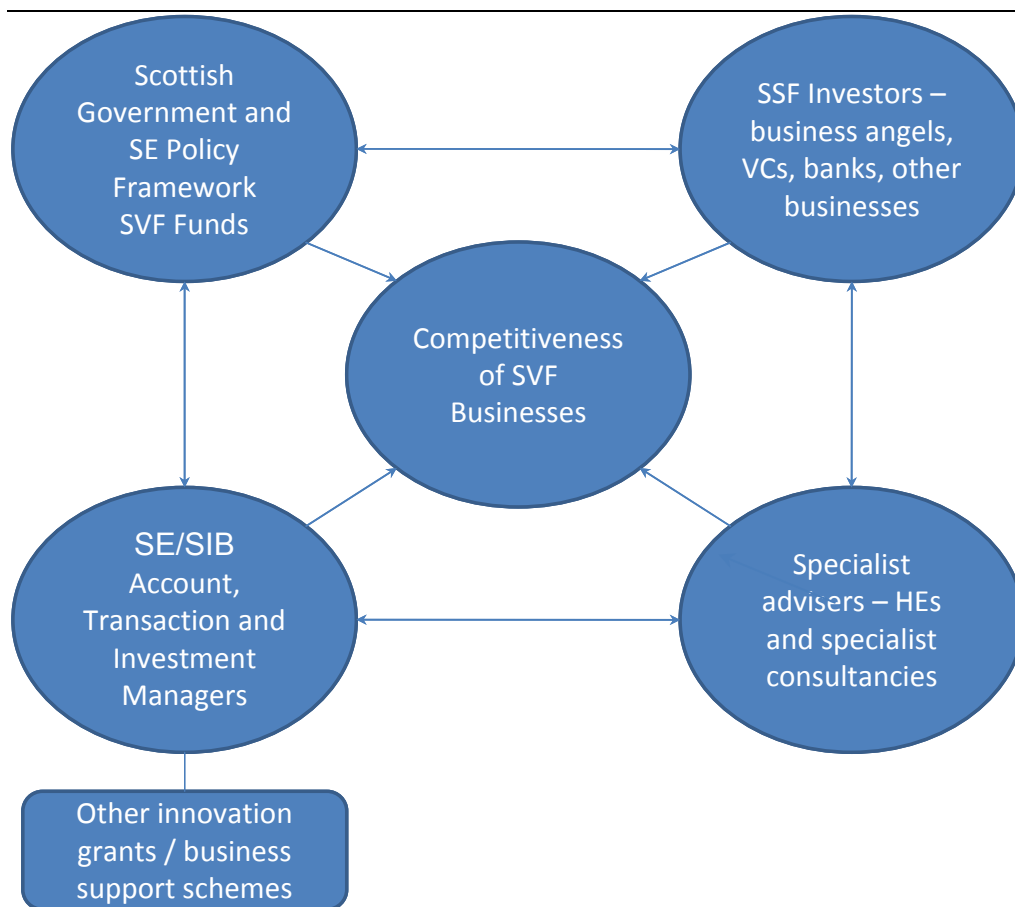 Scottish
Government and
SE Policy
Framework
SVF Funds
SSF Investors –
business angels,
VCs, banks, other
businesses
Competitiveness
of SVF
Businesses
SE/SIB
Account,
Transaction and
Investment
Managers
Specialist
advisers – HEs
and specialist
consultancies
Other innovation
grants / business
support schemes